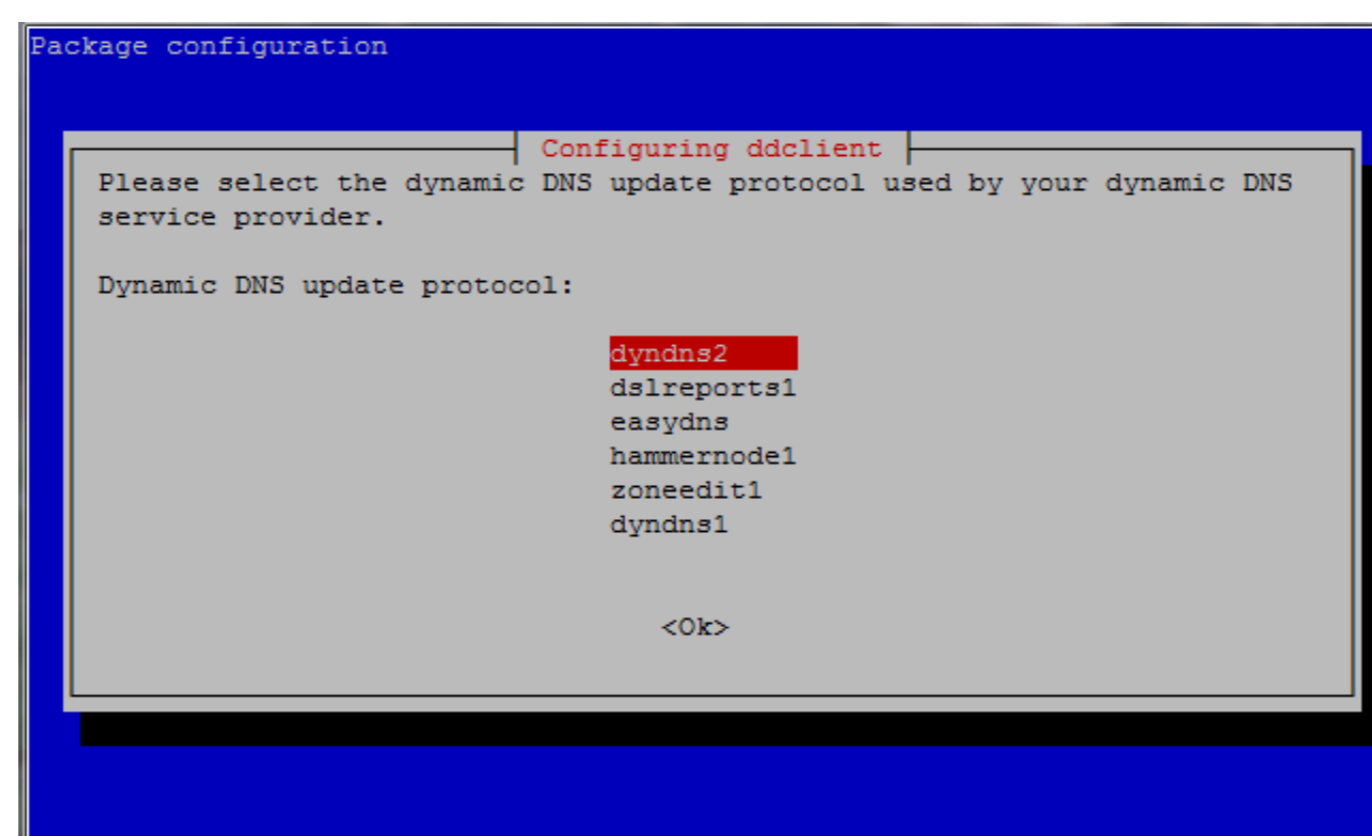 Package configuration
Configuring ddclient
Please select the dynamic DNS update protocol used by your dynamic DNS
service provider.
Dynamic DNS update protocol:
dyndns2
dslreports1
easydns
hammernode1
zoneedit1
dyndns1
<Ok>